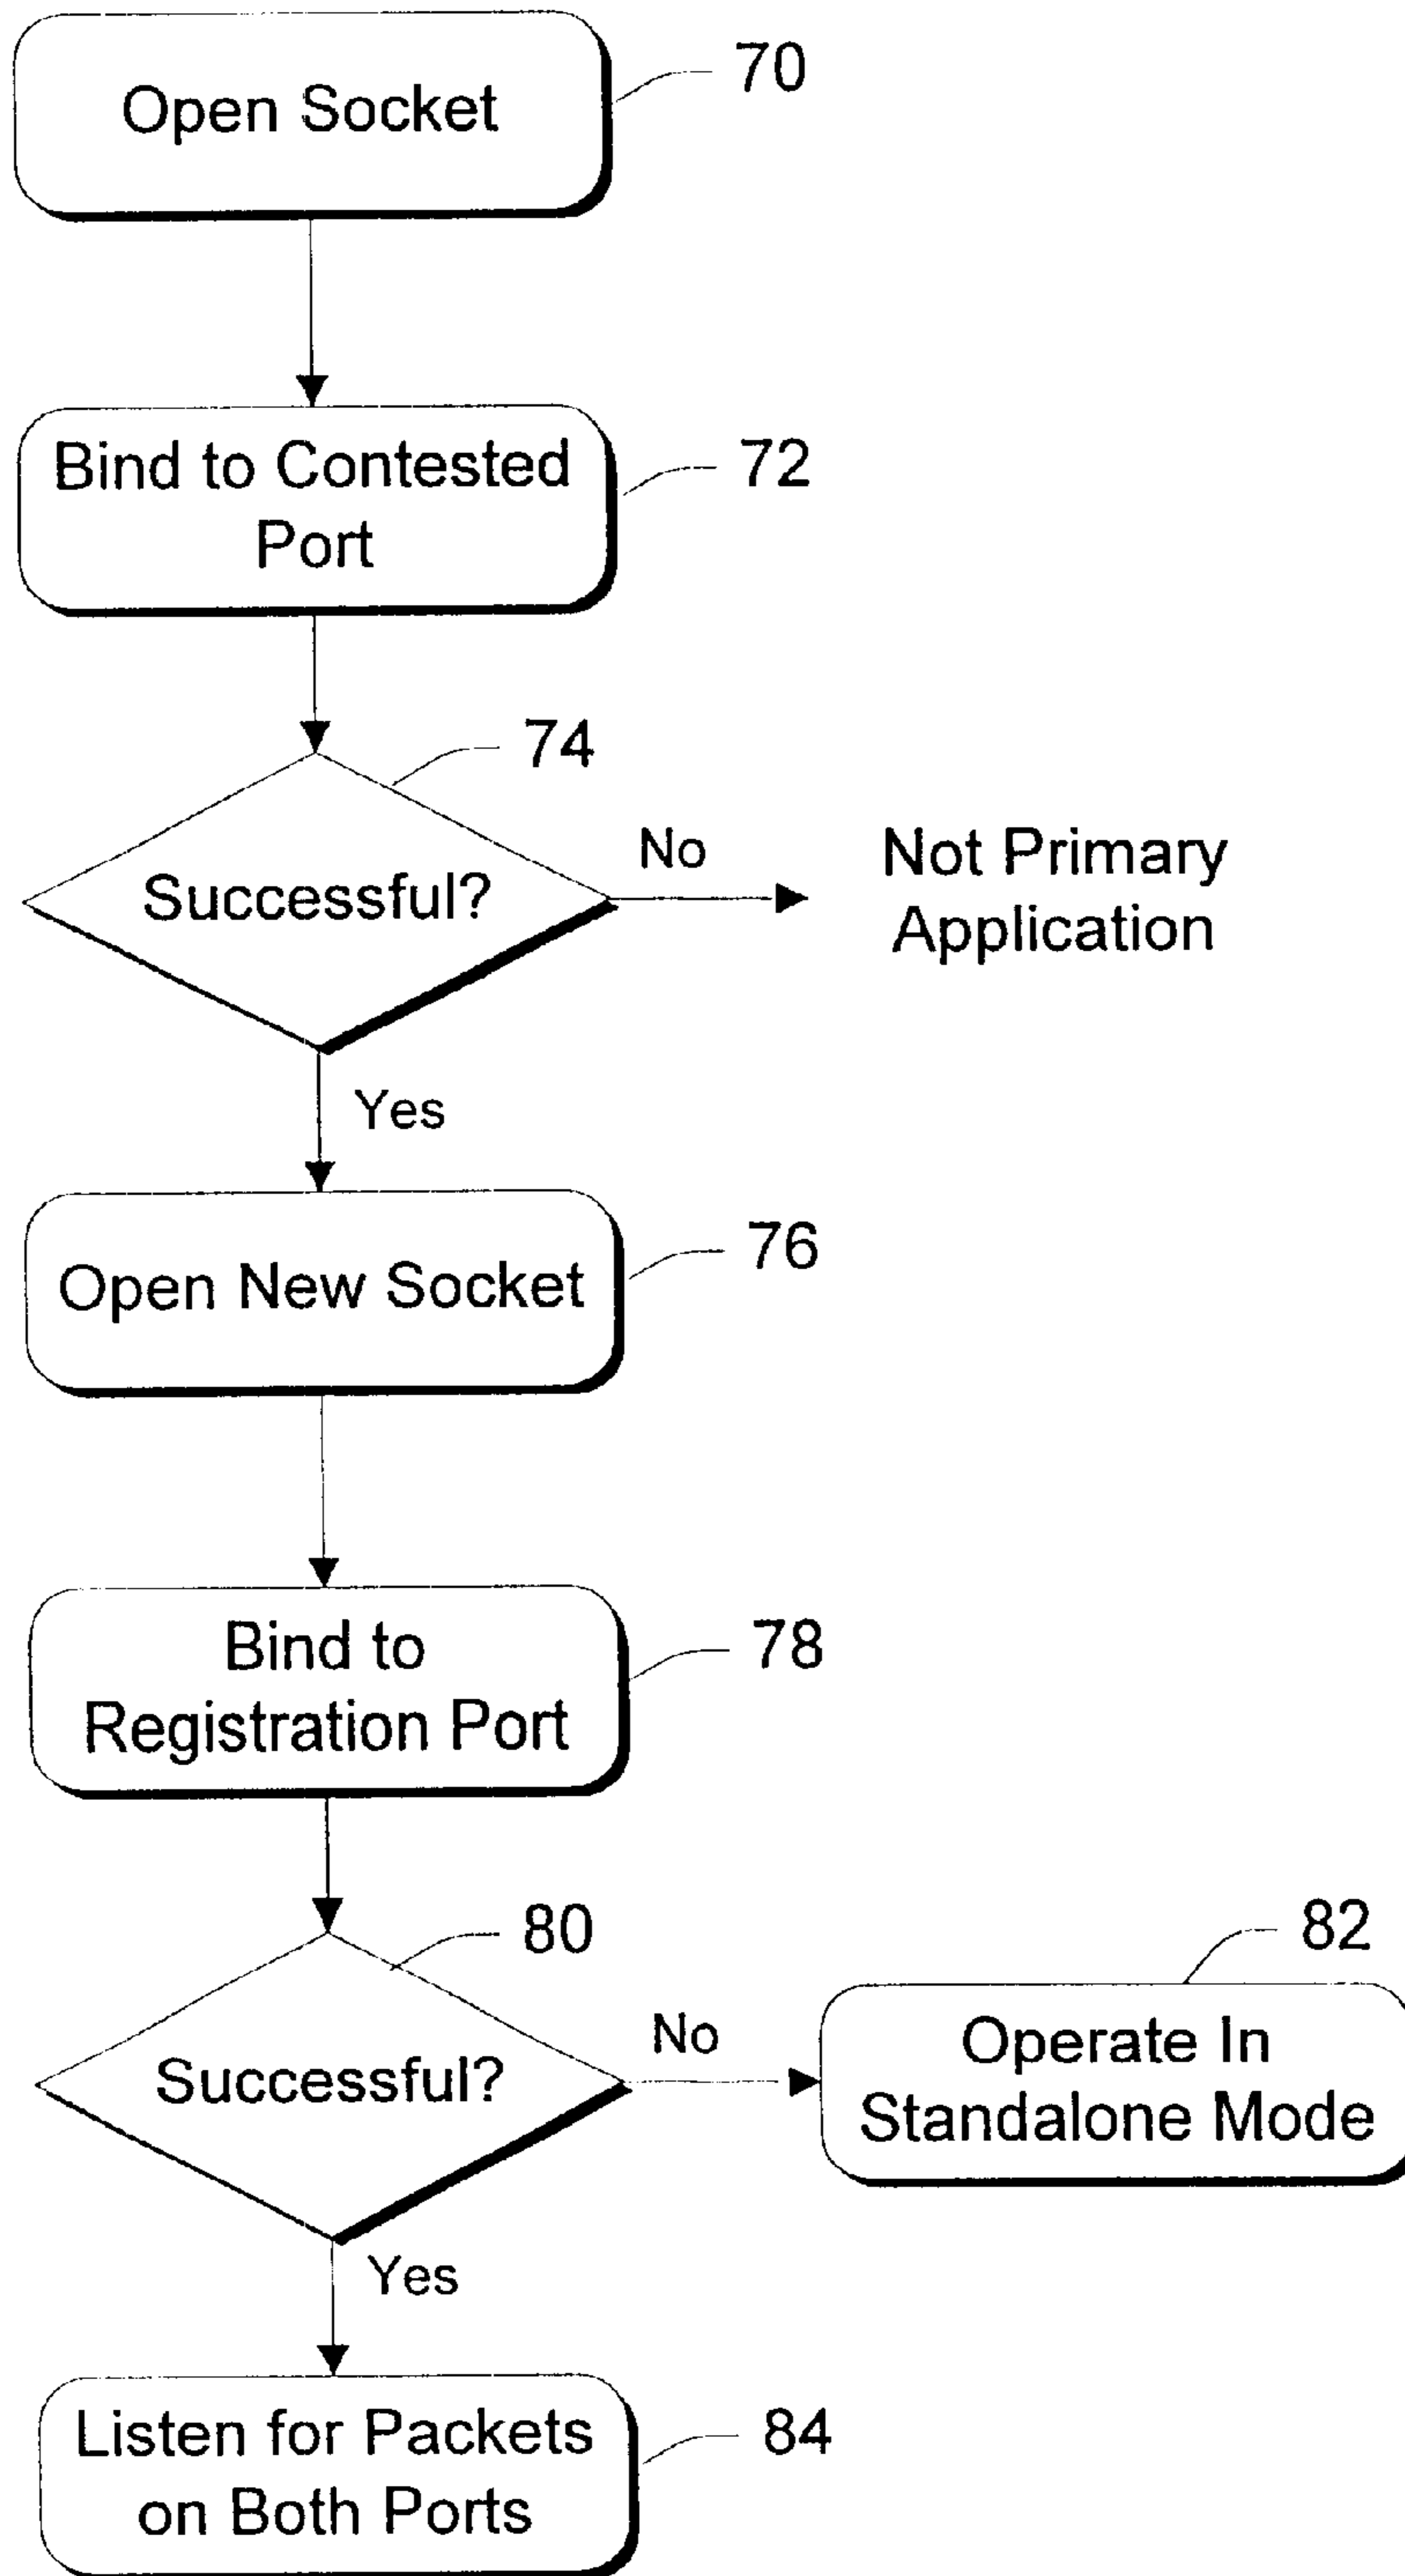 Open Socket
70
Bind to Contested
Port
72
74
Successful?
No
Not Primary
Application
Yes
Open New Socket
76
Bind to
Registration Port
78
80
Successful?
No
82
Operate In
Standalone Mode
Yes
Listen for Packets
on Both Ports
84